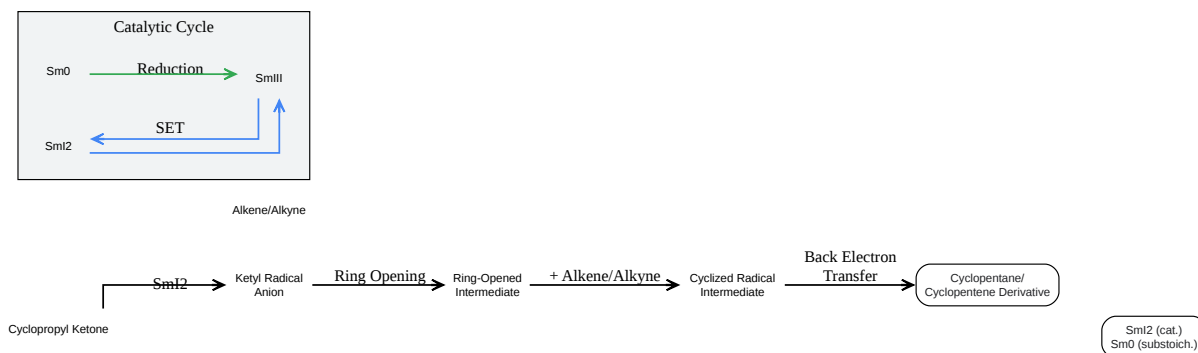 Catalytic Cycle
Sm0
Reduction
SmIII
SET
SmI2
Alkene/Alkyne
Back Electron
Transfer
SmI2
Ketyl Radical
Anion
Ring Opening
Ring-Opened
Intermediate
+ Alkene/Alkyne
Cyclized Radical
Intermediate
Cyclopentane/
Cyclopentene Derivative
Cyclopropyl Ketone
SmI2 (cat.)
Sm0 (substoich.)